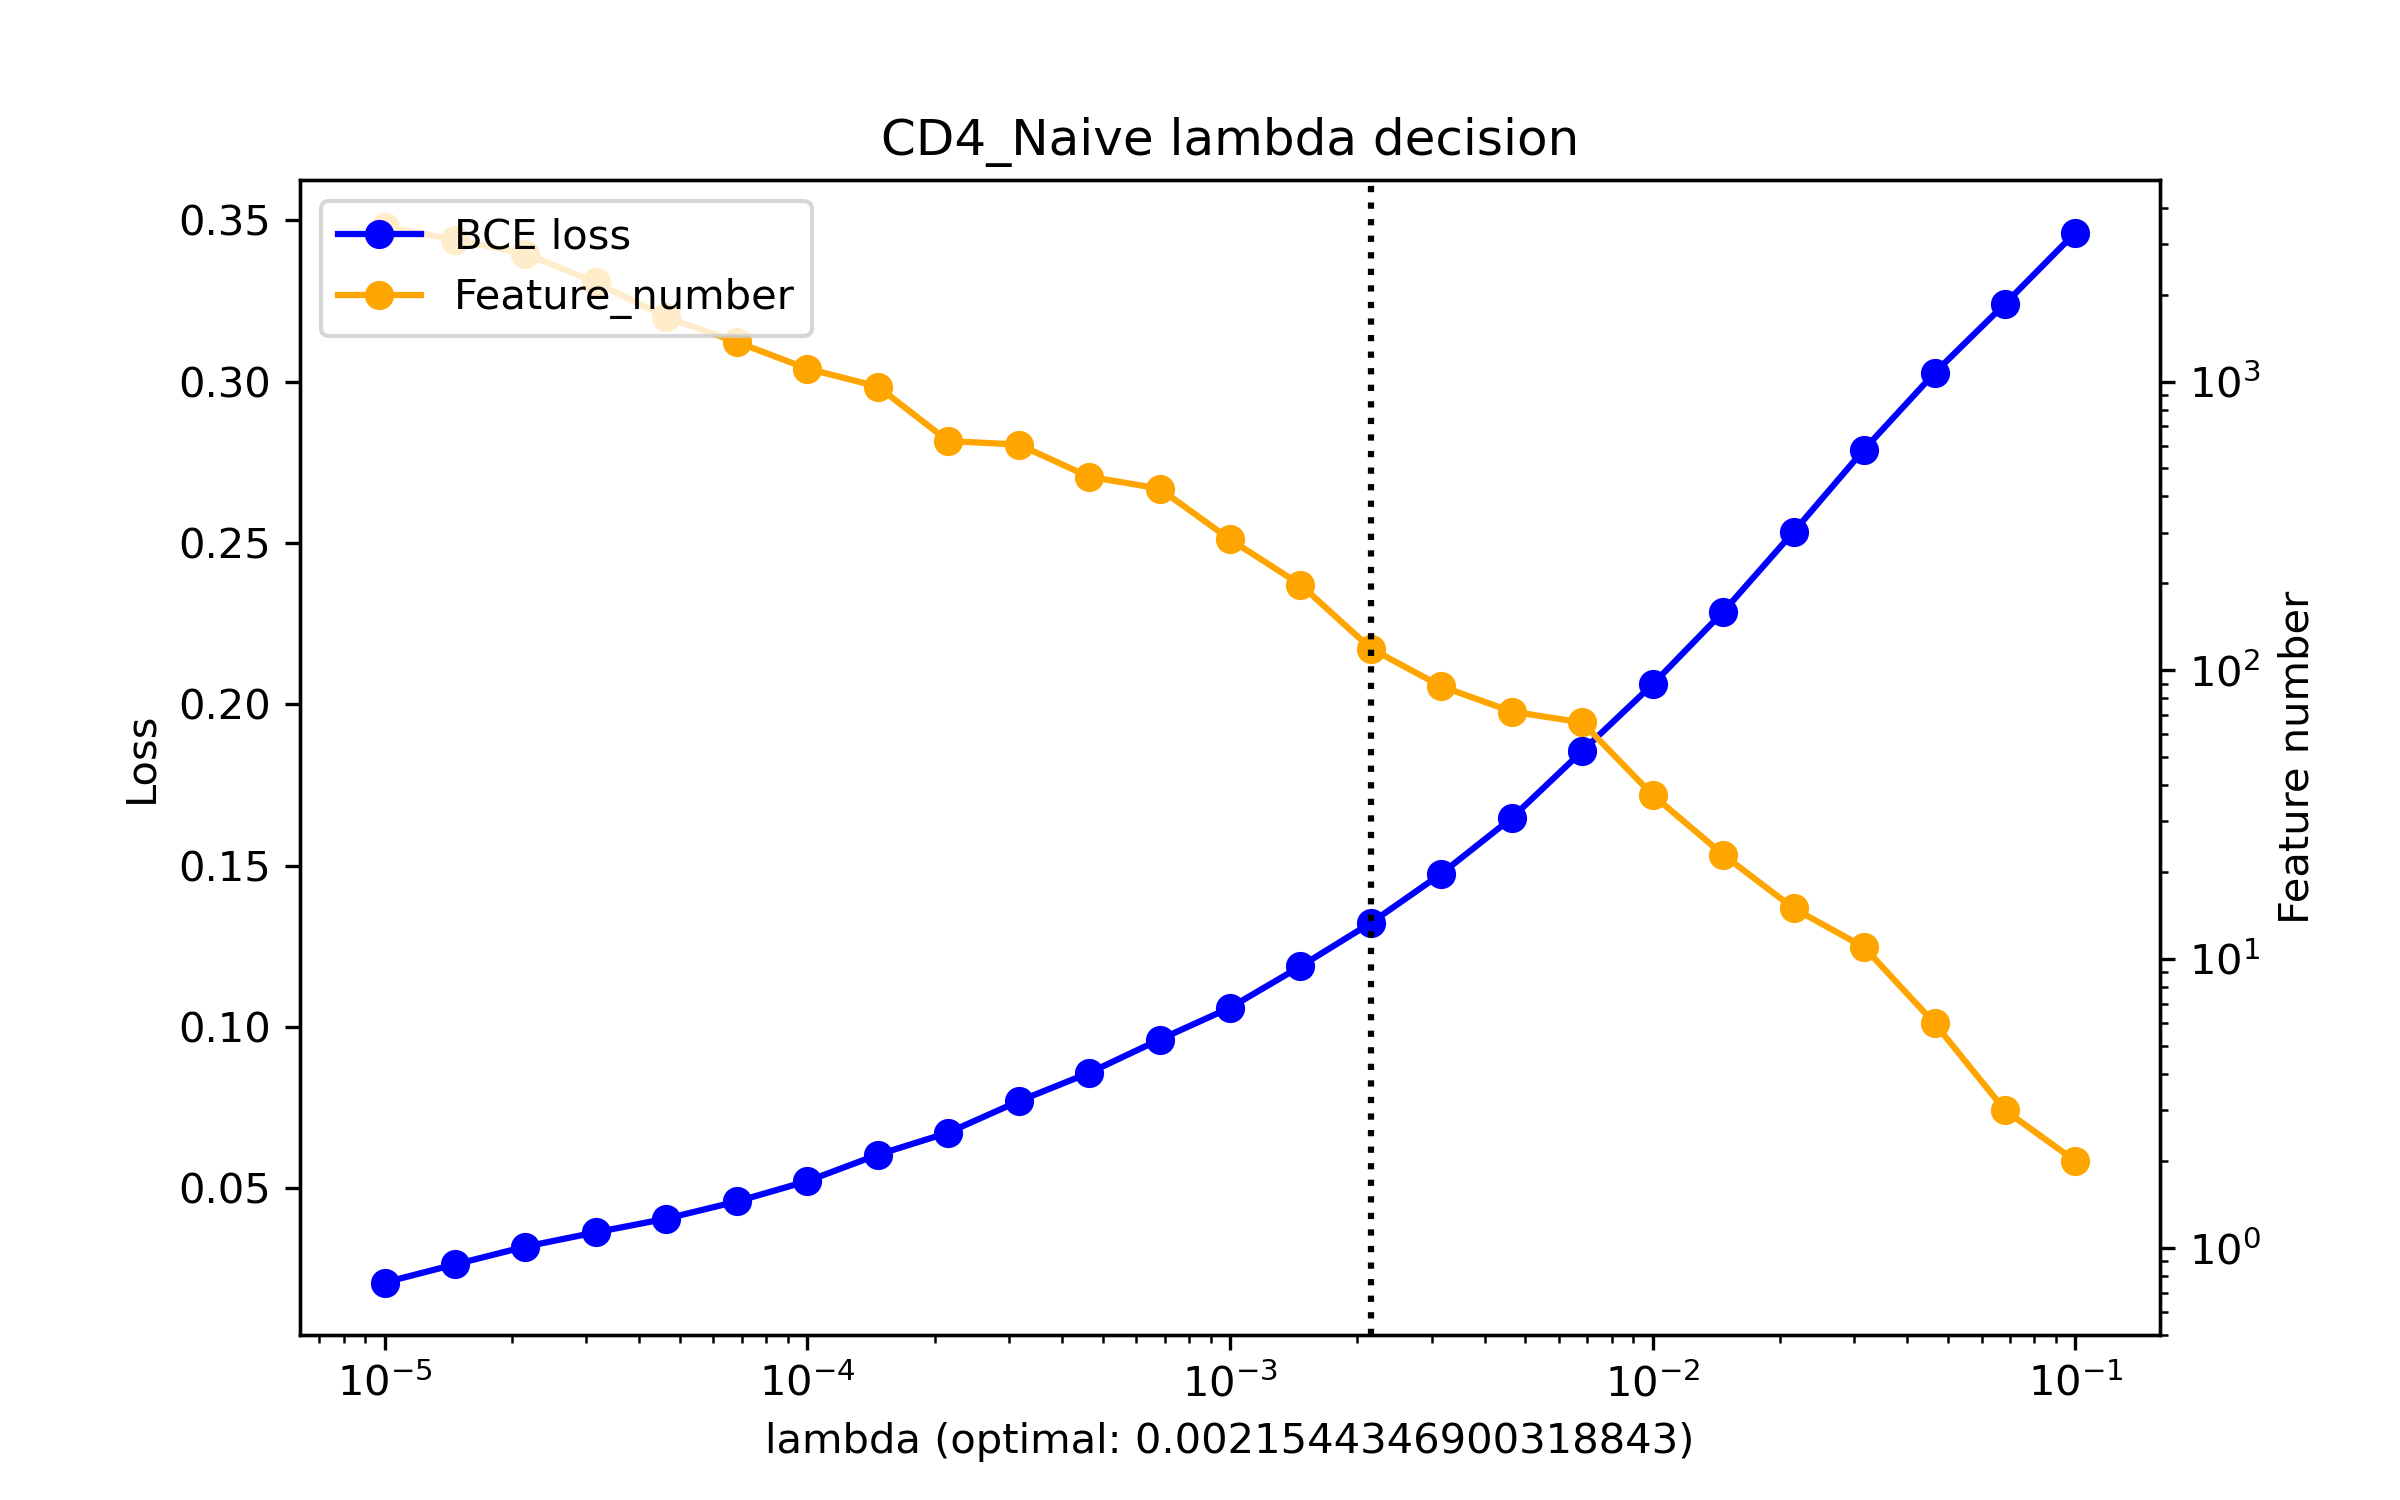 CD4_Naive lambda decision
BCE loss
Feature_number
0.35
0.30
0.25
0.20
0.15
0.10
0.05
Loss
10³
10²
10¹
10⁰
Feature number
10⁻⁵ 10⁻⁴ 10⁻³ 10⁻² 10⁻¹
lambda (optimal: 0.0021544346900318843)